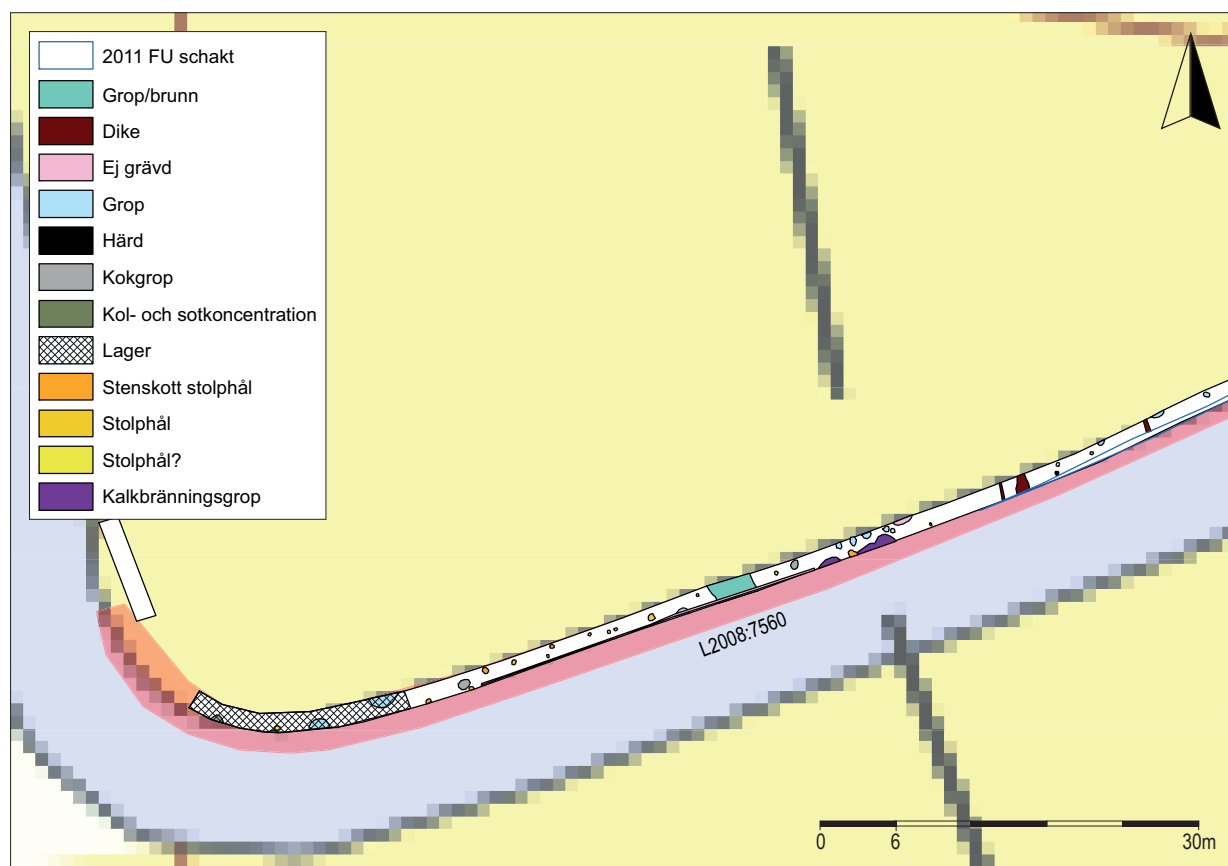 2011 FU schakt
Grop/brunn
Dike
Ej grävd
Grop
Härd
Kokgrop
Kol- och sotkoncentration
Lager
Stenskott stolphål
Stolphål
Stolphål?
Kalkbränningsgrop
L2008:7560
0 6 30m